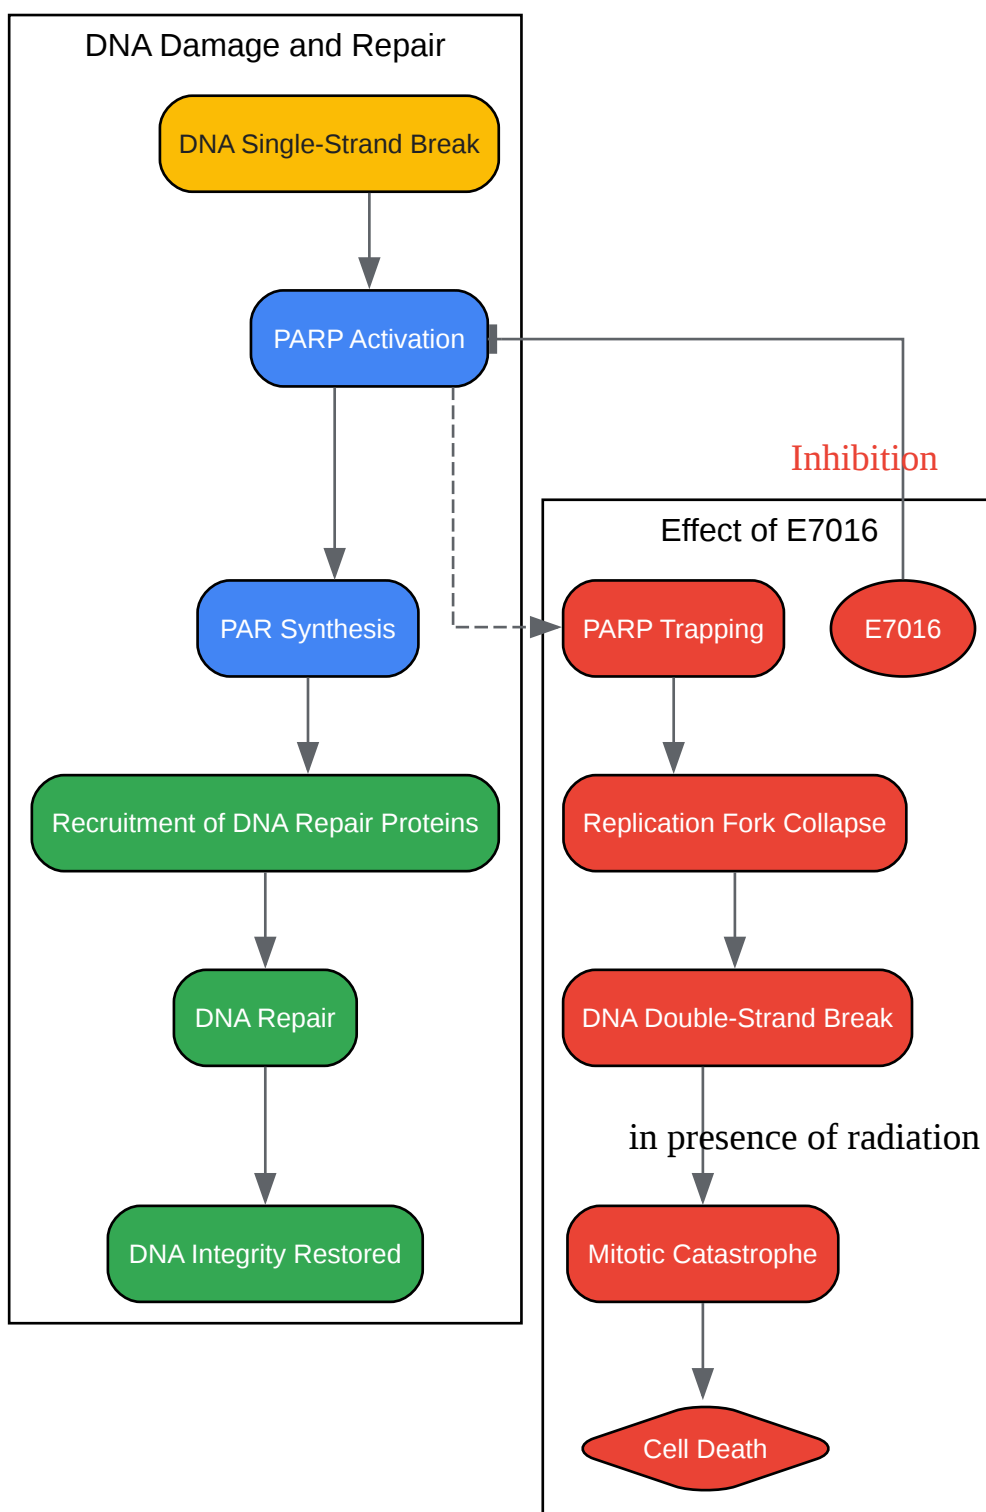 DNA Damage and Repair
DNA Single-Strand Break
PARP Activation
Inhibition
Effect of E7016
PAR Synthesis
PARP Trapping
E7016
Recruitment of DNA Repair Proteins
Replication Fork Collapse
DNA Repair
DNA Double-Strand Break
in presence of radiation
DNA Integrity Restored
Mitotic Catastrophe
Cell Death